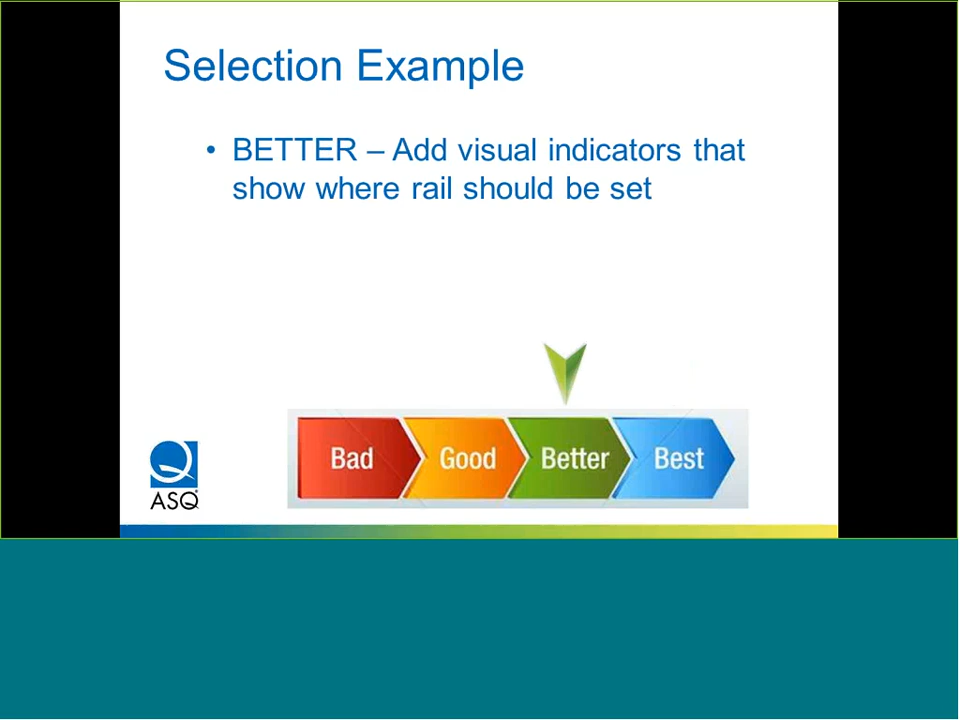 Selection Example
• BETTER – Add visual indicators that
show where rail should be set
Bad Good Better Best
ASQ